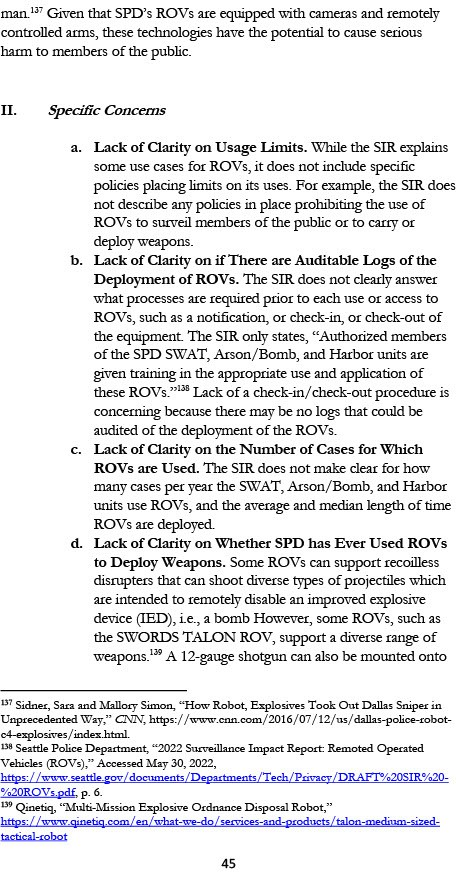 man.¹³⁷ Given that SPD’s ROVs are equipped with cameras and remotely
controlled arms, these technologies have the potential to cause serious
harm to members of the public.
II. Specific Concerns
a. Lack of Clarity on Usage Limits. While the SIR explains
some use cases for ROVs, it does not include specific
policies placing limits on its uses. For example, the SIR does
not describe any policies in place prohibiting the use of
ROVs to surveil members of the public or to carry or
deploy weapons.
b. Lack of Clarity on if There are Auditable Logs of the
Deployment of ROVs. The SIR does not clearly answer
what processes are required prior to each use or access to
ROVs, such as a notification, or check-in, or check-out of
the equipment. The SIR only states, “Authorized members
of the SPD SWAT, Arson/Bomb, and Harbor units are
given training in the appropriate use and application of
these ROVs.”¹³⁸ Lack of a check-in/check-out procedure is
concerning because there may be no logs that could be
audited of the deployment of the ROVs.
c. Lack of Clarity on the Number of Cases for Which
ROVs are Used. The SIR does not make clear for how
many cases per year the SWAT, Arson/Bomb, and Harbor
units use ROVs, and the average and median length of time
ROVs are deployed.
d. Lack of Clarity on Whether SPD has Ever Used ROVs
to Deploy Weapons. Some ROVs can support recoilless
disrupters that can shoot diverse types of projectiles which
are intended to remotely disable an improved explosive
device (IED), i.e., a bomb However, some ROVs, such as
the SWORDS TALON ROV, support a diverse range of
weapons.¹³⁹ A 12-gauge shotgun can also be mounted onto
¹³⁷ Sidner, Sara and Mallory Simon, “How Robot, Explosives Took Out Dallas Sniper in
Unprecedented Way,” CNN, https://www.cnn.com/2016/07/12/us/dallas-police-robot-
c4-explosives/index.html.
¹³⁸ Seattle Police Department, “2022 Surveillance Impact Report: Remoted Operated
Vehicles (ROVs),” Accessed May 30, 2022,
https://www.seattle.gov/documents/Departments/Tech/Privacy/DRAFT%20SIR%20-
%20ROVs.pdf, p. 6.
¹³⁹ Qinetiq, “Multi-Mission Explosive Ordnance Disposal Robot,”
https://www.qinetiq.com/en/what-we-do/services-and-products/talon-medium-sized-
tactical-robot
45